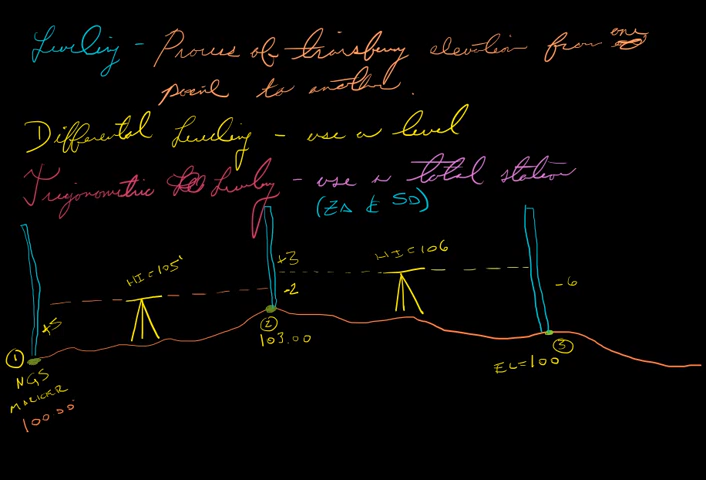 Leveling - Process of transferring elevation from one
point to another.
Differential Leveling - use a level
Trigonometric Leveling - use a total station
(Z∆ & SD)
HI=105'
HI=106
+3
-2
-6
+5
① ② ③
103.00
EL=100
NGS
MARKER
100.00